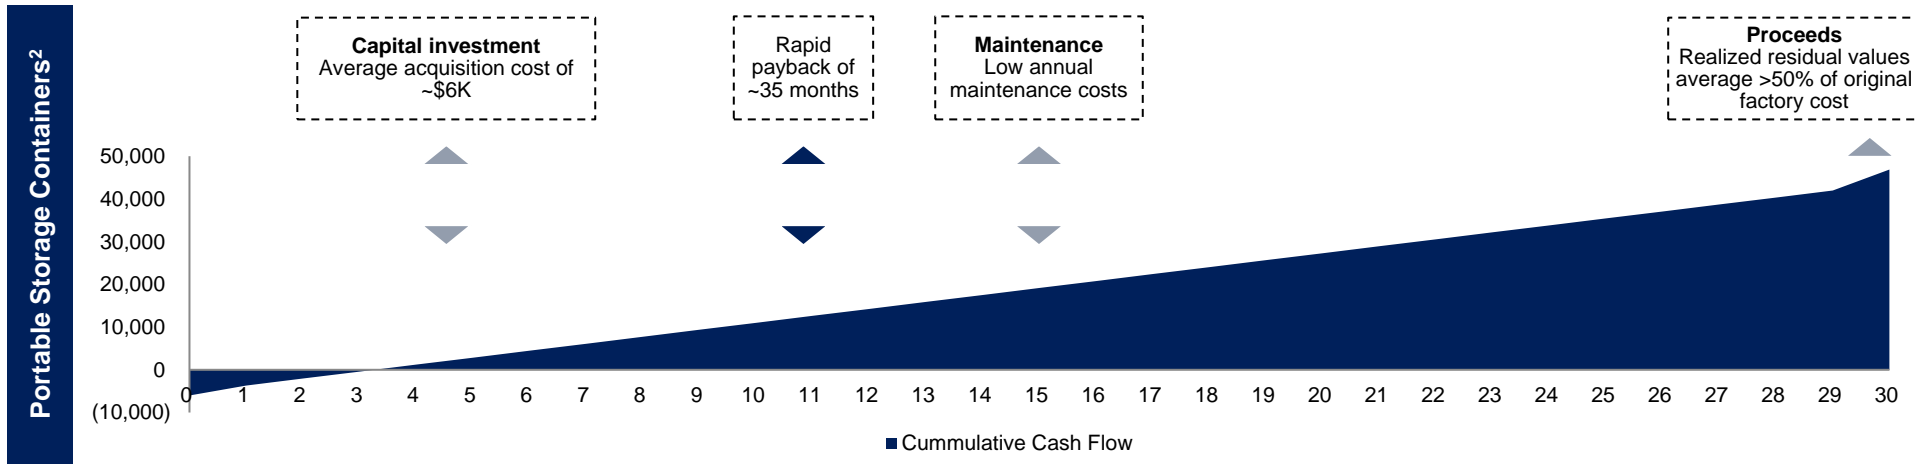 Portable Storage Containers2
Capital investment
Average acquisition cost of
~$6K
Rapid
payback of
~35 months
Maintenance
Low annual
maintenance costs
Proceeds
Realized residual values
average >50% of original
factory cost
50,000
40,000
30,000
20,000
10,000
0
(10,000)
0 1 2 3 4 5 6 7 8 9 10 11 12 13 14 15 16 17 18 19 20 21 22 23 24 25 26 27 28 29 30
Cummulative Cash Flow